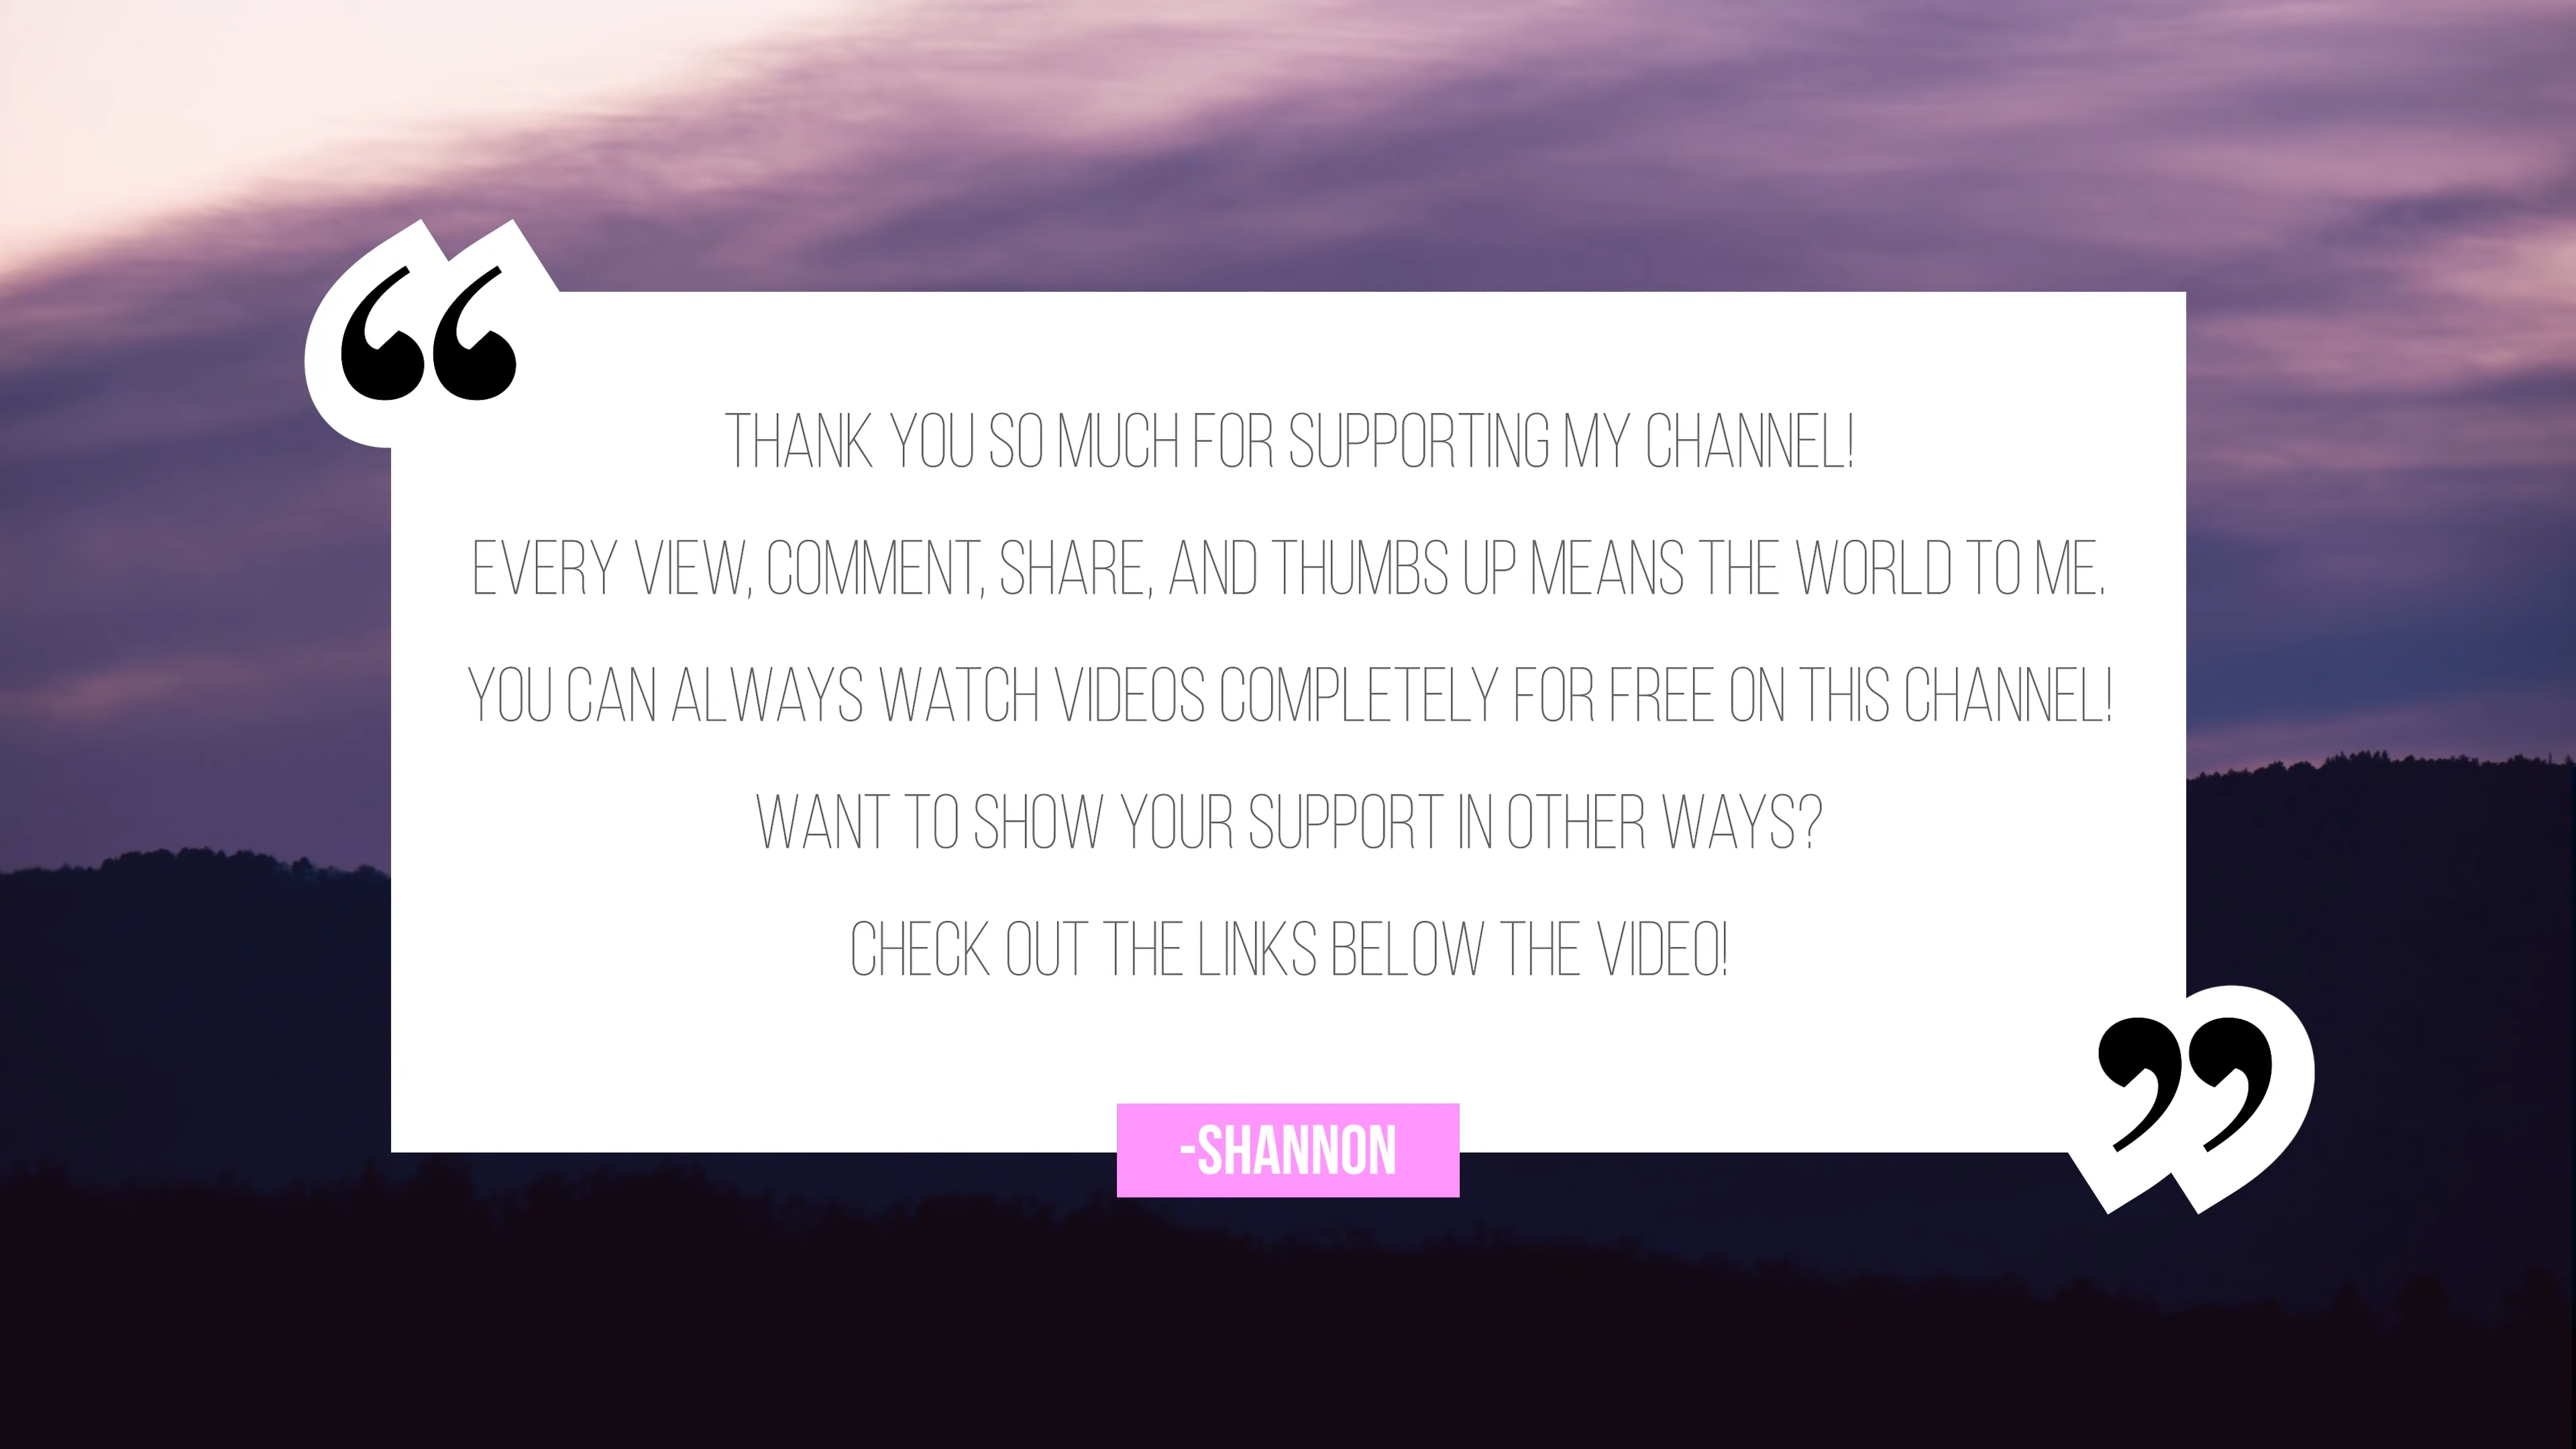 THANK YOU SO MUCH FOR SUPPORTING MY CHANNEL!
EVERY VIEW, COMMENT, SHARE, AND THUMBS UP MEANS THE WORLD TO ME.
YOU CAN ALWAYS WATCH VIDEOS COMPLETELY FOR FREE ON THIS CHANNEL!
WANT TO SHOW YOUR SUPPORT IN OTHER WAYS?
CHECK OUT THE LINKS BELOW THE VIDEO!
-SHANNON